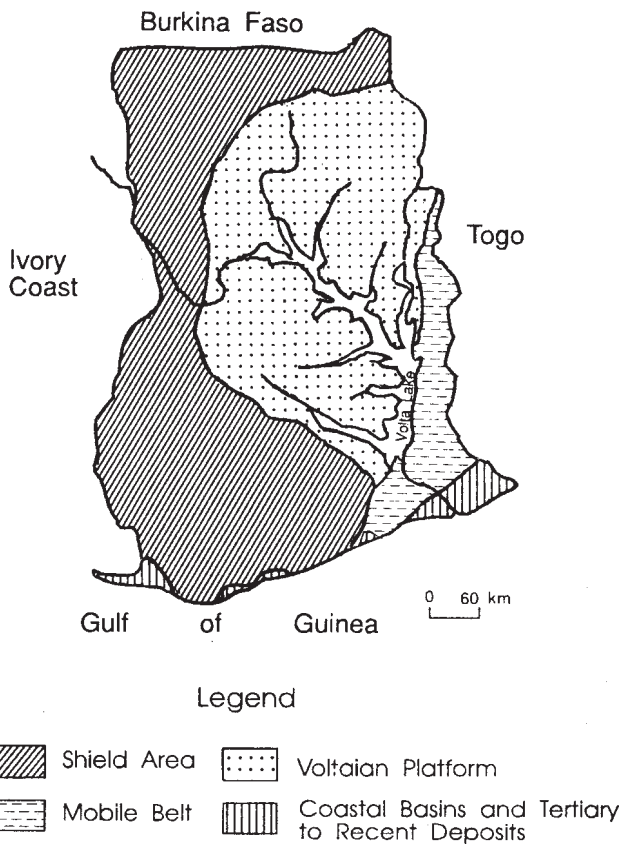 Burkina Faso
Togo
Ivory
Coast
Volta Lake
0 60 km
Gulf of Guinea
Legend
Shield Area
Voltaian Platform
Mobile Belt
Coastal Basins and Tertiary
to Recent Deposits